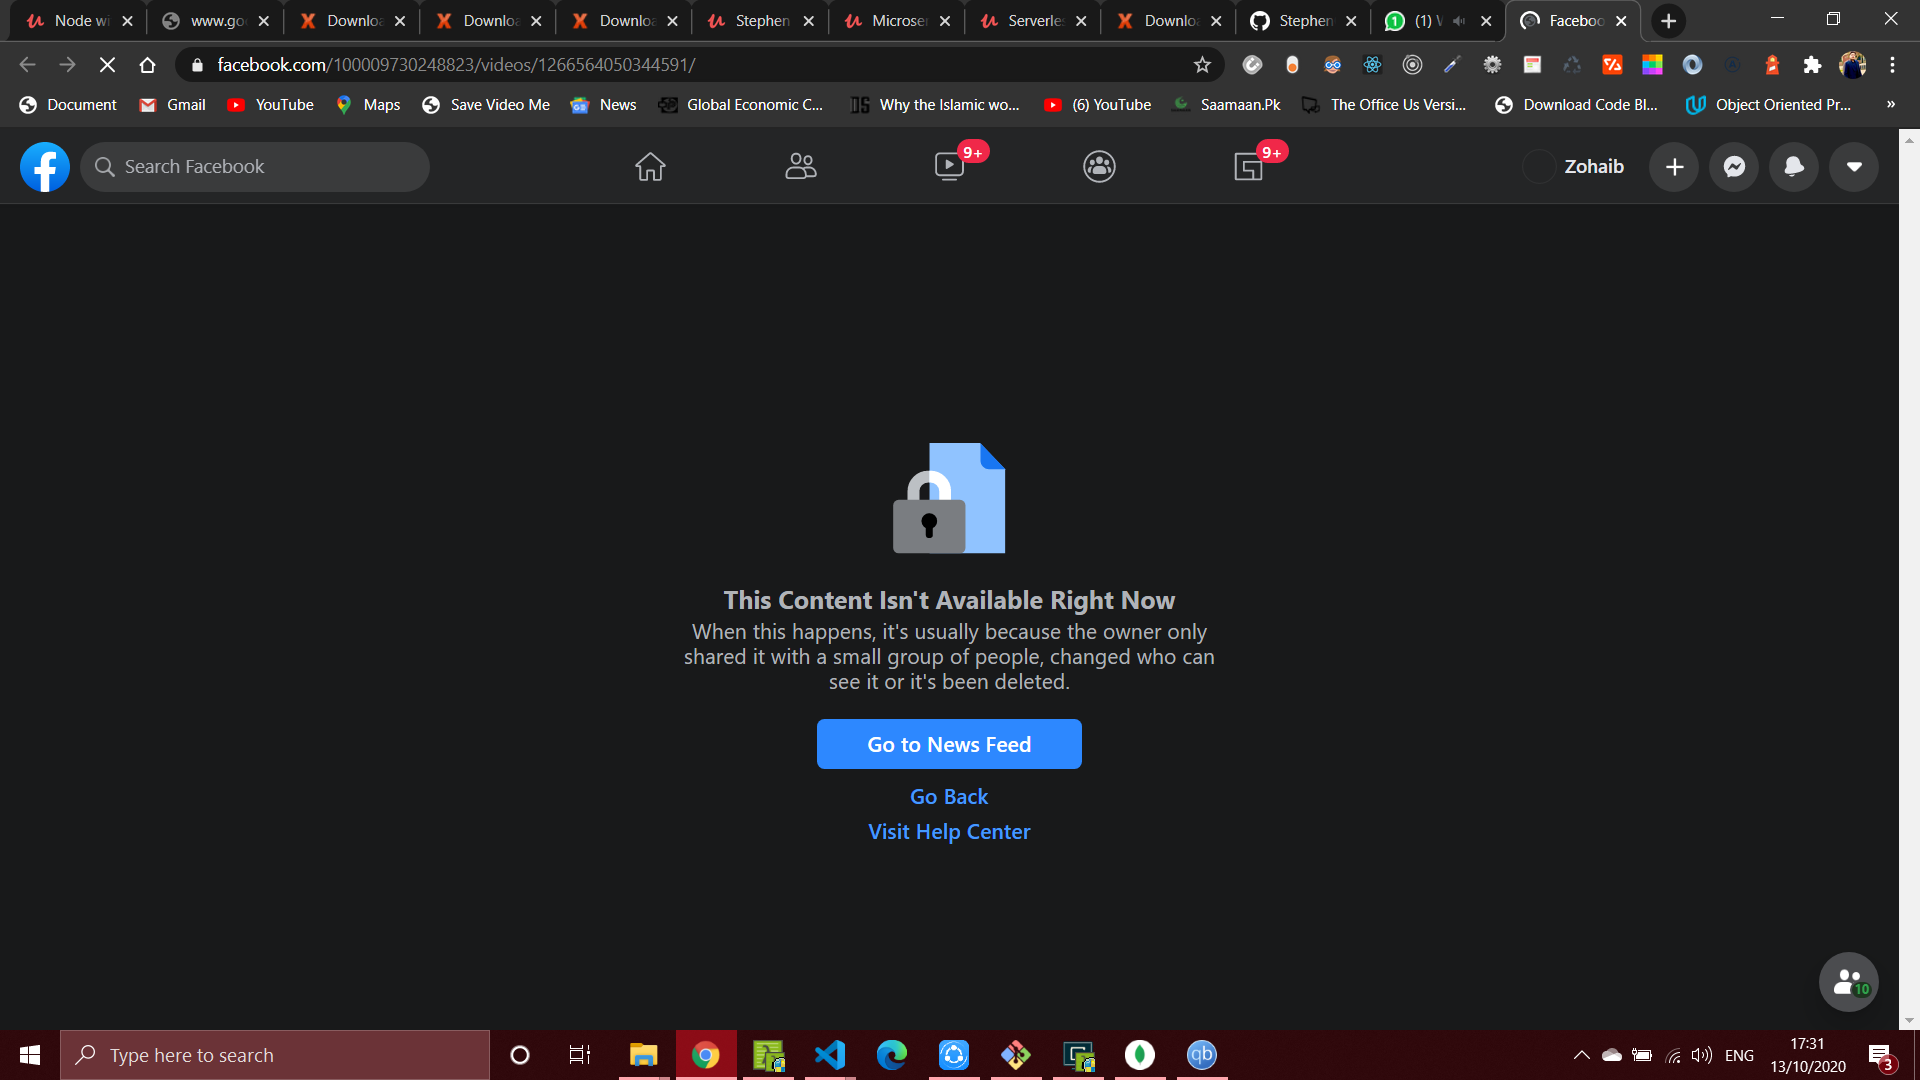 Node wi
www.goo
Downloa
Downloa
Downloa
Stephen
Microser
Serverles
Downloa
Stephen
(1) W
Faceboo
facebook.com/100009730248823/videos/1266564050344591/
Document
Gmail
YouTube
Maps
Save Video Me
News
Global Economic C...
Why the Islamic wo...
(6) YouTube
Saamaan.Pk
The Office Us Versi...
Download Code Bl...
Object Oriented Pr...
»
Search Facebook
9+
9+
Zohaib
This Content Isn't Available Right Now
When this happens, it's usually because the owner only
shared it with a small group of people, changed who can
see it or it's been deleted.
Go to News Feed
Go Back
Visit Help Center
10
Type here to search
qb
ENG
17:31
13/10/2020
3